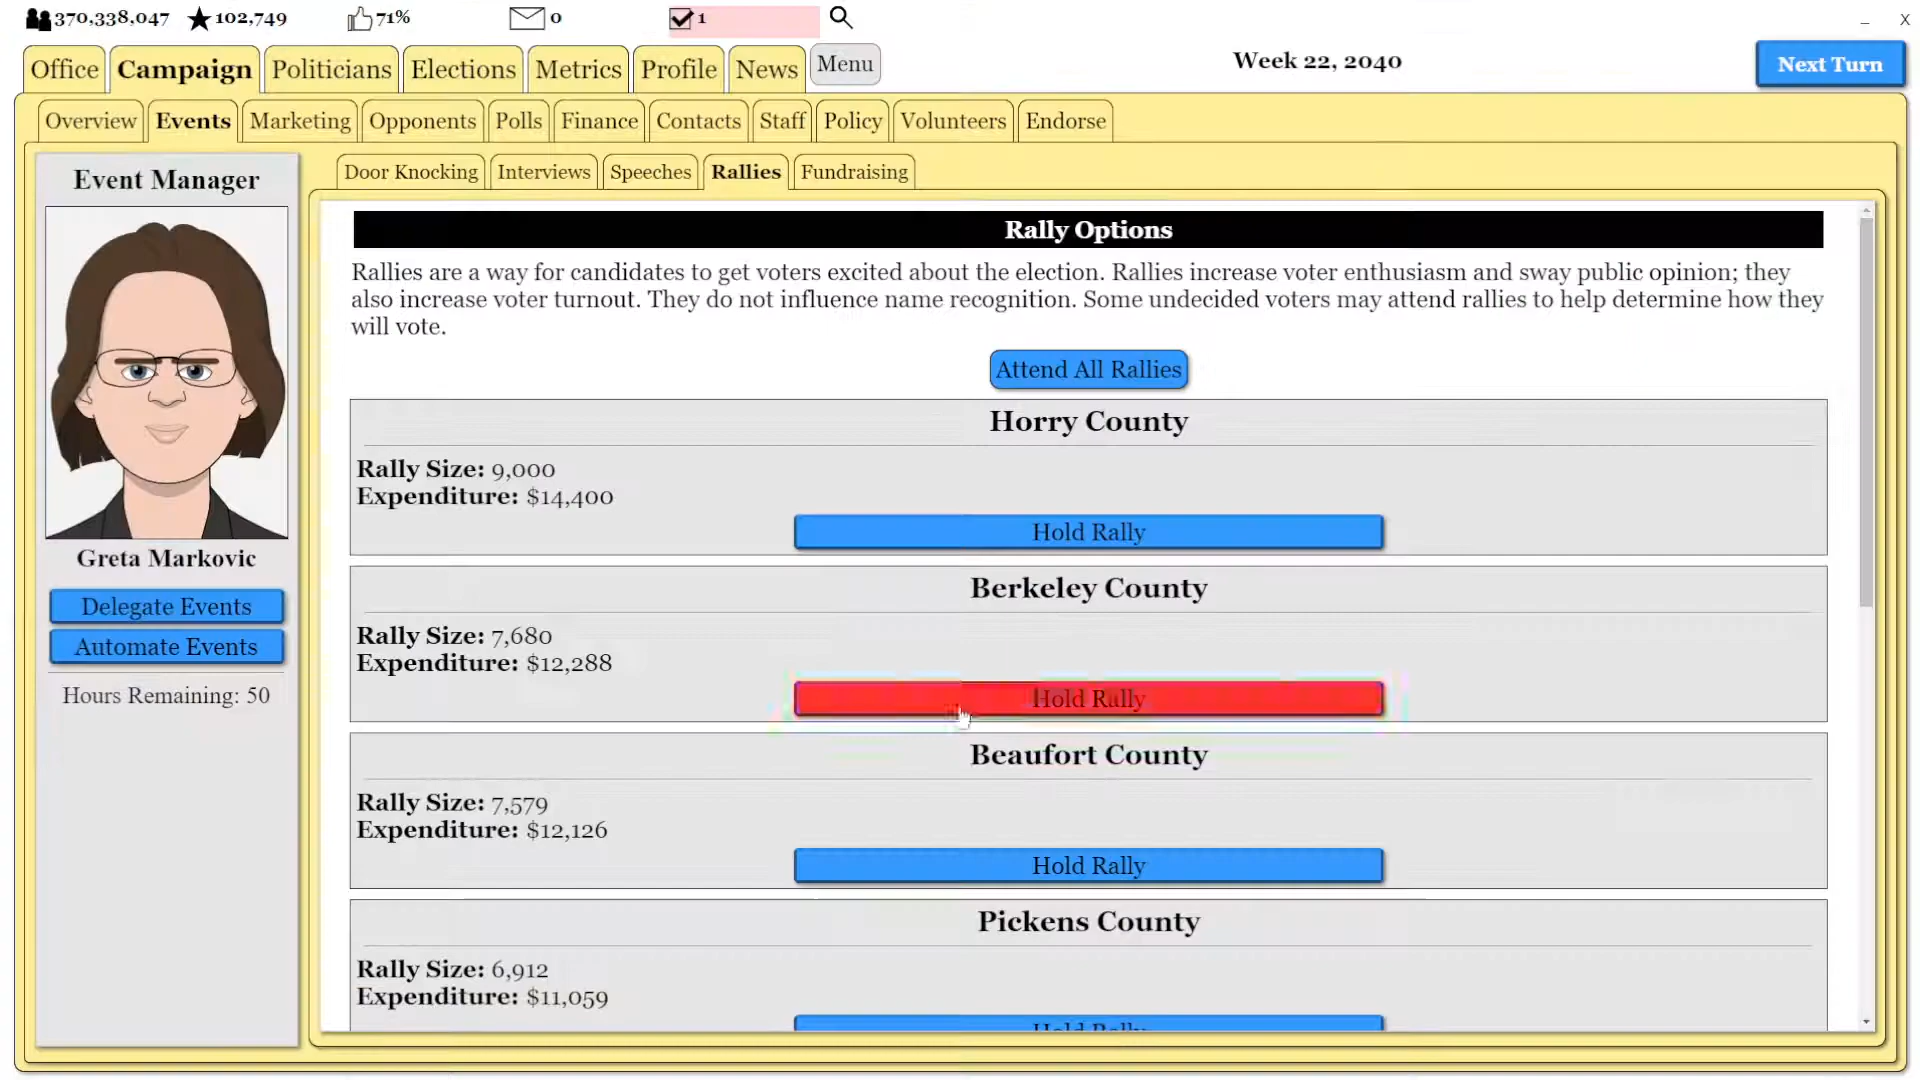 370,338,047 102,749 71% 0 1
_ X
Office Campaign Politicians Elections Metrics Profile News Menu
Week 22, 2040
Next Turn
Overview Events Marketing Opponents Polls Finance Contacts Staff Policy Volunteers Endorse
Event Manager
Greta Markovic
Delegate Events
Automate Events
Hours Remaining: 50
Door Knocking Interviews Speeches Rallies Fundraising
Rally Options
Rallies are a way for candidates to get voters excited about the election. Rallies increase voter enthusiasm and sway public opinion; they
also increase voter turnout. They do not influence name recognition. Some undecided voters may attend rallies to help determine how they
will vote.
Attend All Rallies
Horry County
Rally Size: 9,000
Expenditure: $14,400
Hold Rally
Berkeley County
Rally Size: 7,680
Expenditure: $12,288
Hold Rally
Beaufort County
Rally Size: 7,579
Expenditure: $12,126
Hold Rally
Pickens County
Rally Size: 6,912
Expenditure: $11,059
Hold Rally